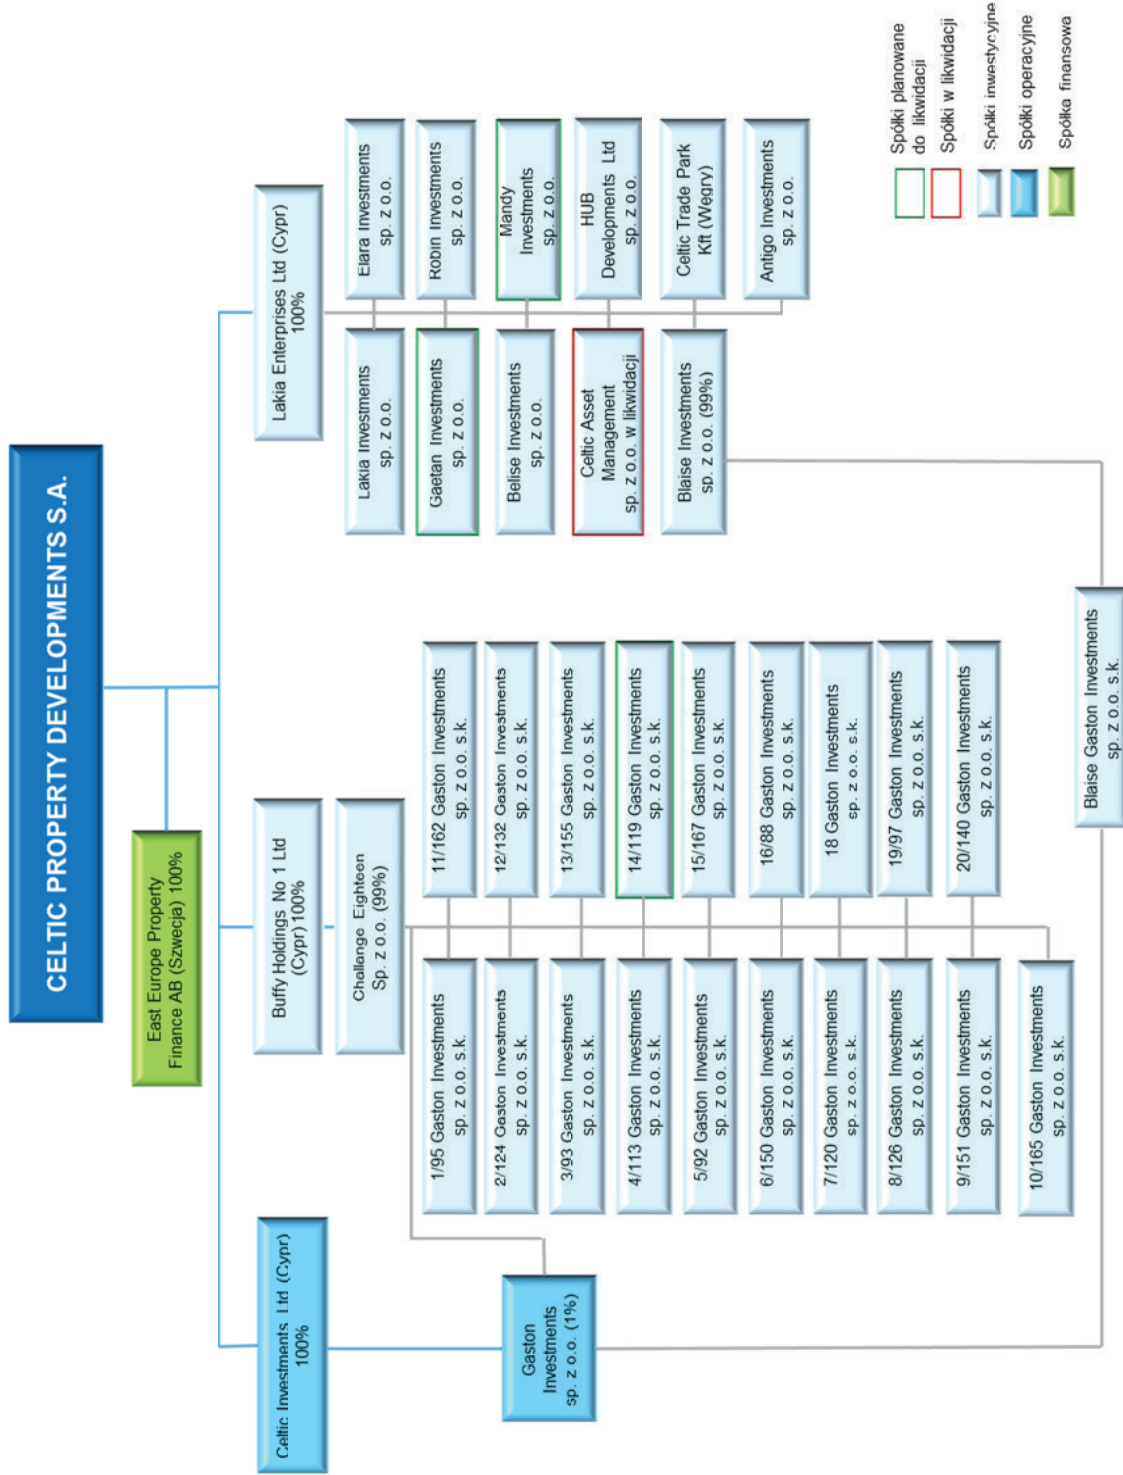 CELTIC PROPERTY DEVELOPMENTS S.A.
East Europe Property
Finance AB (Szwecja) 100%
Celtic Investments Ltd (Cypr)
100%
Buffy Holdings No 1 Ltd
(Cypr) 100%
Lakia Enterprises Ltd (Cypr)
100%
Challange Eighteen
Sp. z o.o. (99%)
Gaston
Investments
sp. z o.o. (1%)
1/95 Gaston Investments
sp. z o.o. s.k.
11/162 Gaston Investments
sp. z o.o. s.k.
2/124 Gaston Investments
sp. z o.o. s.k.
12/132 Gaston Investments
sp. z o.o. s.k.
3/93 Gaston Investments
sp. z o.o. s.k.
13/155 Gaston Investments
sp. z o.o. s.k.
4/113 Gaston Investments
sp. z o.o. s.k.
14/119 Gaston Investments
sp. z o.o. s.k.
5/92 Gaston Investments
sp. z o.o. s.k.
15/167 Gaston Investments
sp. z o.o. s.k.
6/150 Gaston Investments
sp. z o.o. s.k.
16/88 Gaston Investments
sp. z o.o. s.k.
7/120 Gaston Investments
sp. z o.o. s.k.
18 Gaston Investments
sp. z o.o. s.k.
8/126 Gaston Investments
sp. z o.o. s.k.
19/97 Gaston Investments
sp. z o.o. s.k.
9/151 Gaston Investments
sp. z o.o. s.k.
20/140 Gaston Investments
sp. z o.o. s.k.
10/165 Gaston Investments
sp. z o.o. s.k.
Lakia Investments
sp. z o.o.
Elara Investments
sp. z o.o.
Gaetan Investments
sp. z o.o.
Robin Investments
sp. z o.o.
Belise Investments
sp. z o.o.
Mandy
Investments
sp. z o.o.
Celtic Asset
Management
sp. z o.o. w likwidacji
HUB
Developments Ltd
sp. z o.o.
Blaise Investments
sp. z o.o. (99%)
Celtic Trade Park
Kft (Węgry)
Antigo Investments
sp. z o.o.
Blaise Gaston Investments
sp. z o.o. s.k.
Spółki planowane
do likwidacji
Spółki w likwidacji
Spółki inwestycyjne
Spółki operacyjne
Spółka finansowa